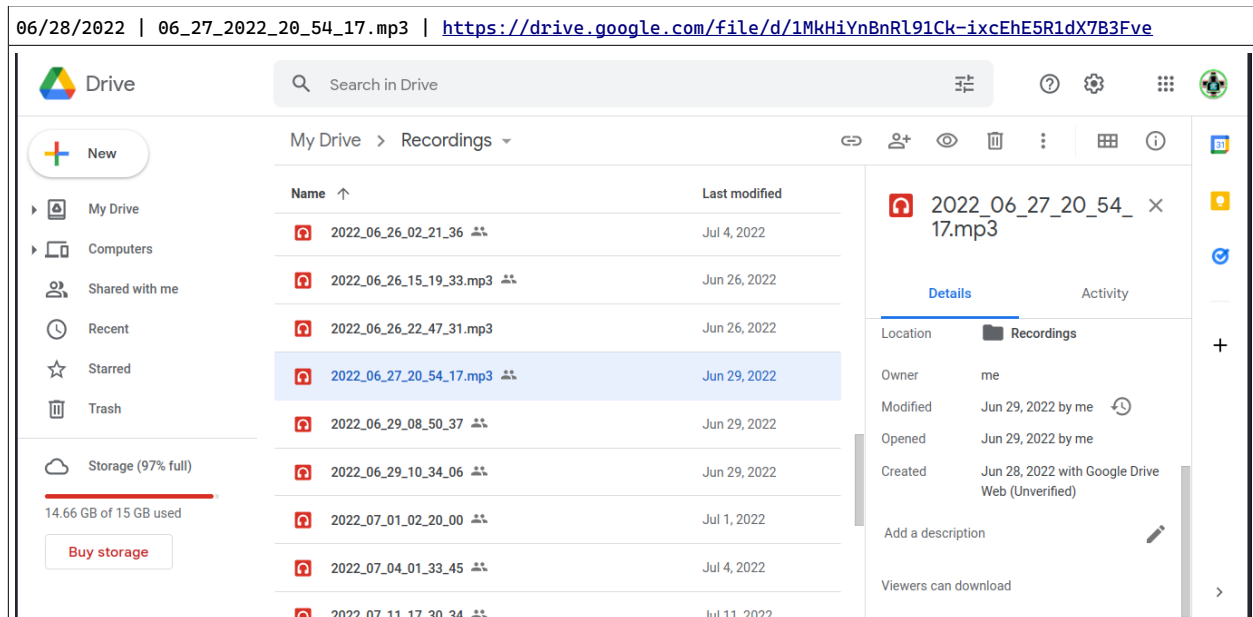 06/28/2022 | 06_27_2022_20_54_17.mp3 | https://drive.google.com/file/d/1MkHiYnBnRl91Ck-ixcEhE5R1dX7B3Fve
Drive
Search in Drive
New
My Drive
Computers
Shared with me
Recent
Starred
Trash
Storage (97% full)
14.66 GB of 15 GB used
Buy storage
My Drive > Recordings
Name ↑ Last modified
2022_06_26_02_21_36 Jul 4, 2022
2022_06_26_15_19_33.mp3 Jun 26, 2022
2022_06_26_22_47_31.mp3 Jun 26, 2022
2022_06_27_20_54_17.mp3 Jun 29, 2022
2022_06_29_08_50_37 Jun 29, 2022
2022_06_29_10_34_06 Jun 29, 2022
2022_07_01_02_20_00 Jul 1, 2022
2022_07_04_01_33_45 Jul 4, 2022
2022_07_11_17_30_34 Jul 11, 2022
2022_06_27_20_54_
17.mp3
Details Activity
Location Recordings
Owner me
Modified Jun 29, 2022 by me
Opened Jun 29, 2022 by me
Created Jun 28, 2022 with Google Drive
Web (Unverified)
Add a description
Viewers can download
31